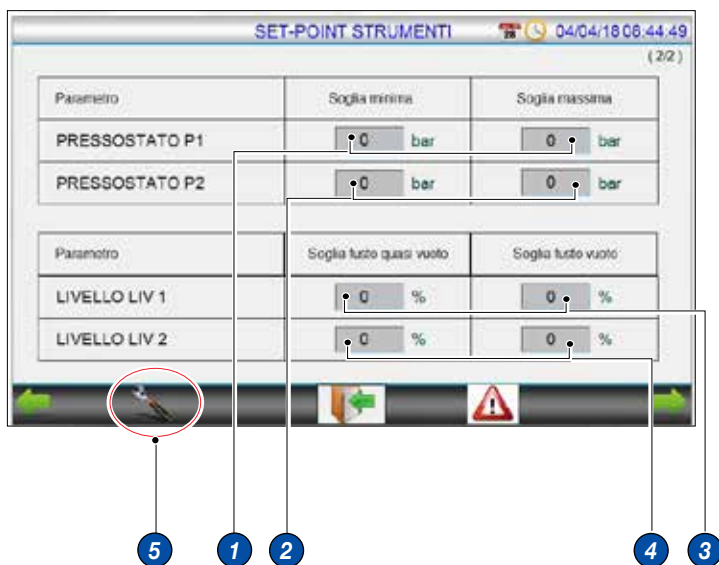 SET-POINT STRUMENTI 04/04/18 06:44:49
(2/2)
Parametro Soglia minima Soglia massima
PRESSOSTATO P1 0 bar 0 bar
PRESSOSTATO P2 0 bar 0 bar
Parametro Soglia fusto quasi vuoto Soglia fusto vuoto
LIVELLO LIV 1 0 % 0 %
LIVELLO LIV 2 0 % 0 %
5 1 2 4 3